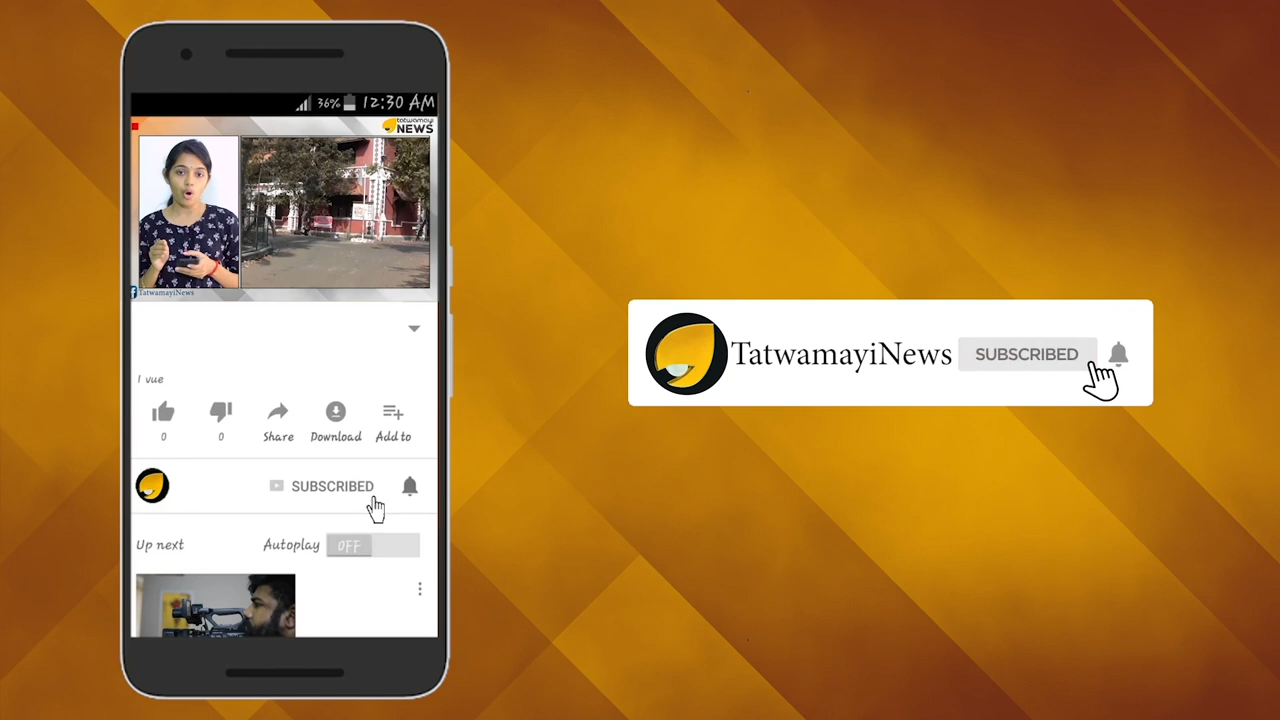 36% 12:30 AM
tatwamayi
NEWS
TatwamayiNews
1 vue
0 0 Share Download Add to
SUBSCRIBED
Up next Autoplay OFF
TatwamayiNews SUBSCRIBED